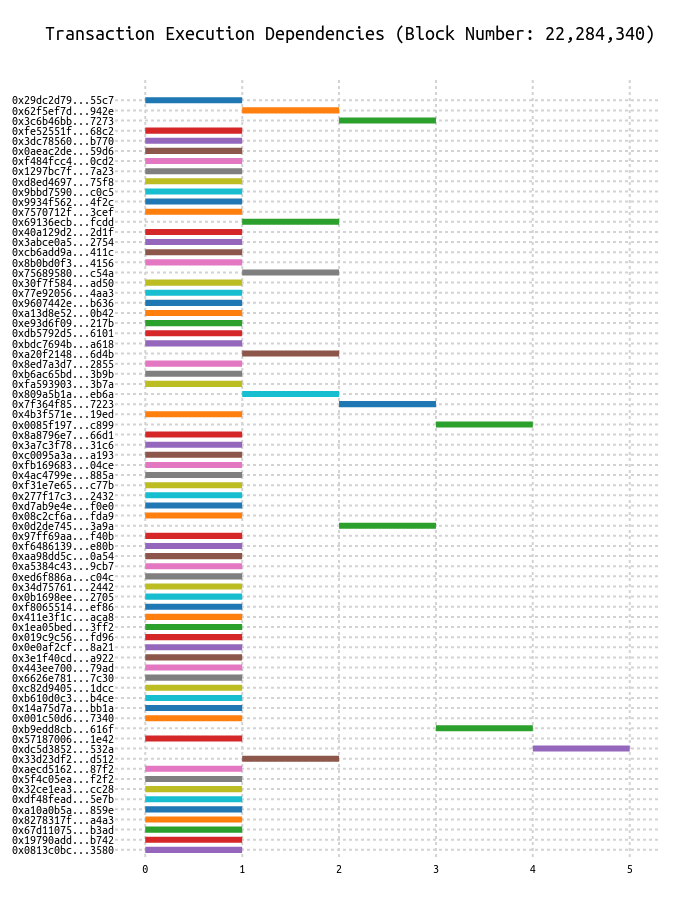 Transaction Execution Dependencies (Block Number: 22,284,340)
0x29dc2d79...55c7
0x62f5ef7d...942e
0x3c6b46bb...7273
0xfe52551f...68c2
0x3dc78560...b770
0x0aeac2de...59d6
0xf484fcc4...0cd2
0x1297bc7f...7a23
0xd8ed4697...75f8
0x9bbd7590...c0c5
0x9934f562...4f2c
0x7570712f...3cef
0x69136ecb...fcdd
0x40a129d2...2d1f
0x3abce0a5...2754
0xcb6add9a...411c
0x8b0bd0f3...4156
0x75689580...c54a
0x30f7f584...ad50
0x77e92056...4aa3
0x9607442e...b636
0xa13d8e52...0b42
0xe93d6f09...217b
0xdb5792d5...6101
0xbdc7694b...a618
0xa20f2148...6d4b
0x8ed7a3d7...2855
0xb6ac65bd...3b9b
0xfa593903...3b7a
0x809a5b1a...eb6a
0x7f364f85...7223
0x4b3f571e...19ed
0x0085f197...c899
0x8a8796e7...66d1
0x3a7c3f78...31c6
0xc0095a3a...a193
0xfb169683...04ce
0x4ac4799e...885a
0xf31e7e65...c77b
0x277f17c3...2432
0xd7ab9e4e...f0e0
0x08c2cf6a...fda9
0x0d2de745...3a9a
0x97ff69aa...f40b
0xf6486139...e80b
0xaa98dd5c...0a54
0xa5384c43...9cb7
0xed6f886a...c04c
0x34d75761...2442
0x0b1698ee...2705
0xf8065514...ef86
0x411e3f1c...aca8
0x1ea05bed...3ff2
0x019c9c56...fd96
0x0e0af2cf...8a21
0x3e1f40cd...a922
0x443ee700...79ad
0x6626e781...7c30
0xc82d9405...1dcc
0xb610d0c3...b4ce
0x14a75d7a...bb1a
0x001c50d6...7340
0xb9edd8cb...616f
0x57187006...1e42
0xdc5d3852...532a
0x33d23df2...d512
0xaecd5162...87f2
0x5f4c05ea...f2f2
0x32ce1ea3...cc28
0xdf48fead...5e7b
0xa10a0b5a...859e
0x8278317f...a4a3
0x67d11075...b3ad
0x19790add...b742
0x0813c0bc...3580
0 1 2 3 4 5